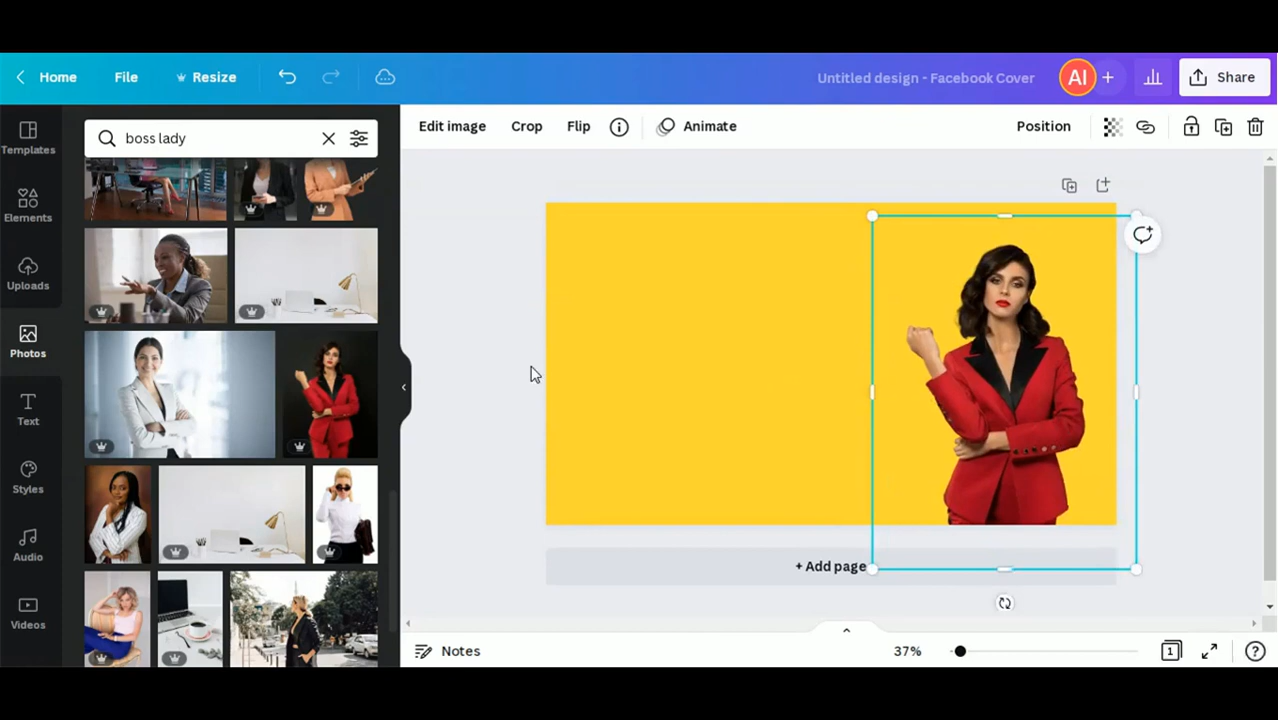 Home
File
Resize
Untitled design - Facebook Cover
AI
+
Share
Templates
Elements
Uploads
Photos
Text
Styles
Audio
Videos
boss lady
Edit image
Crop
Flip
Animate
Position
+ Add page
Notes
37%
1
?